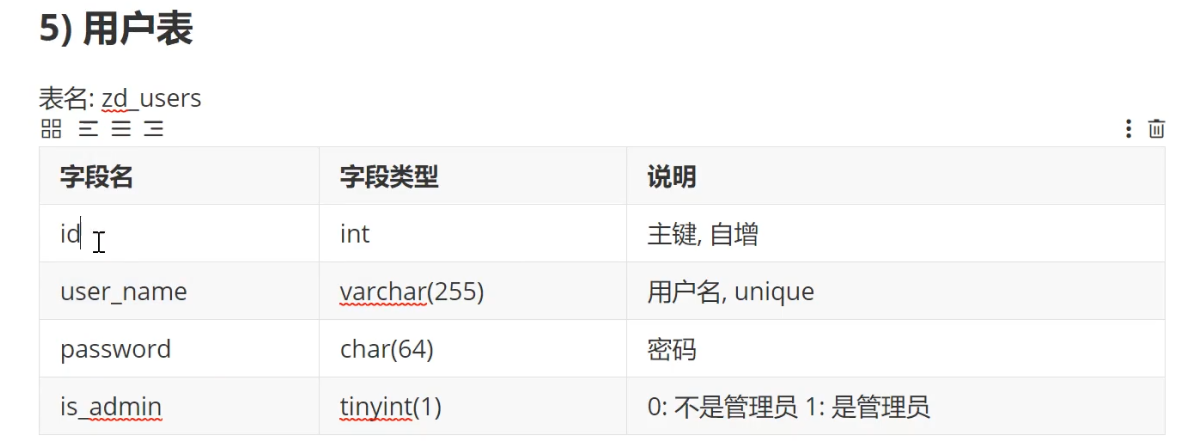 5) 用户表
表名: zd_users
字段名 字段类型 说明
id int 主键, 自增
user_name varchar(255) 用户名, unique
password char(64) 密码
is_admin tinyint(1) 0: 不是管理员 1: 是管理员